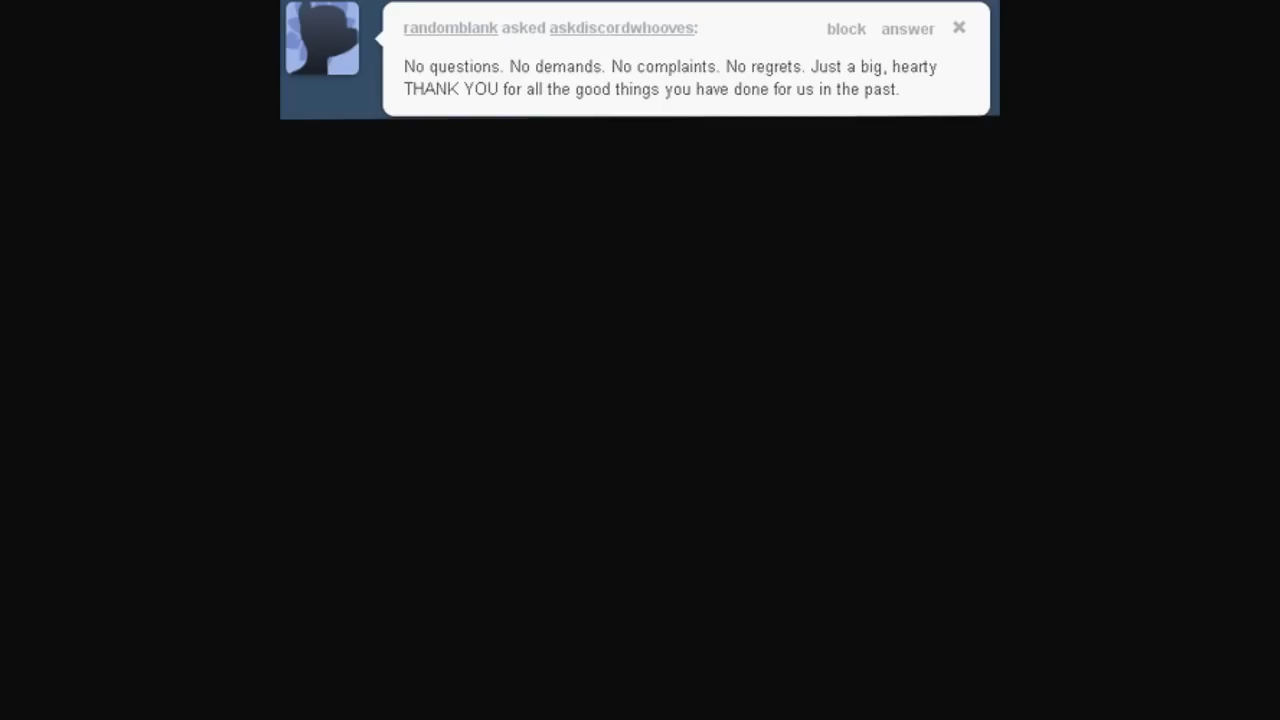 randomblank asked askdiscordwhooves:
block answer ✖
No questions. No demands. No complaints. No regrets. Just a big, hearty
THANK YOU for all the good things you have done for us in the past.